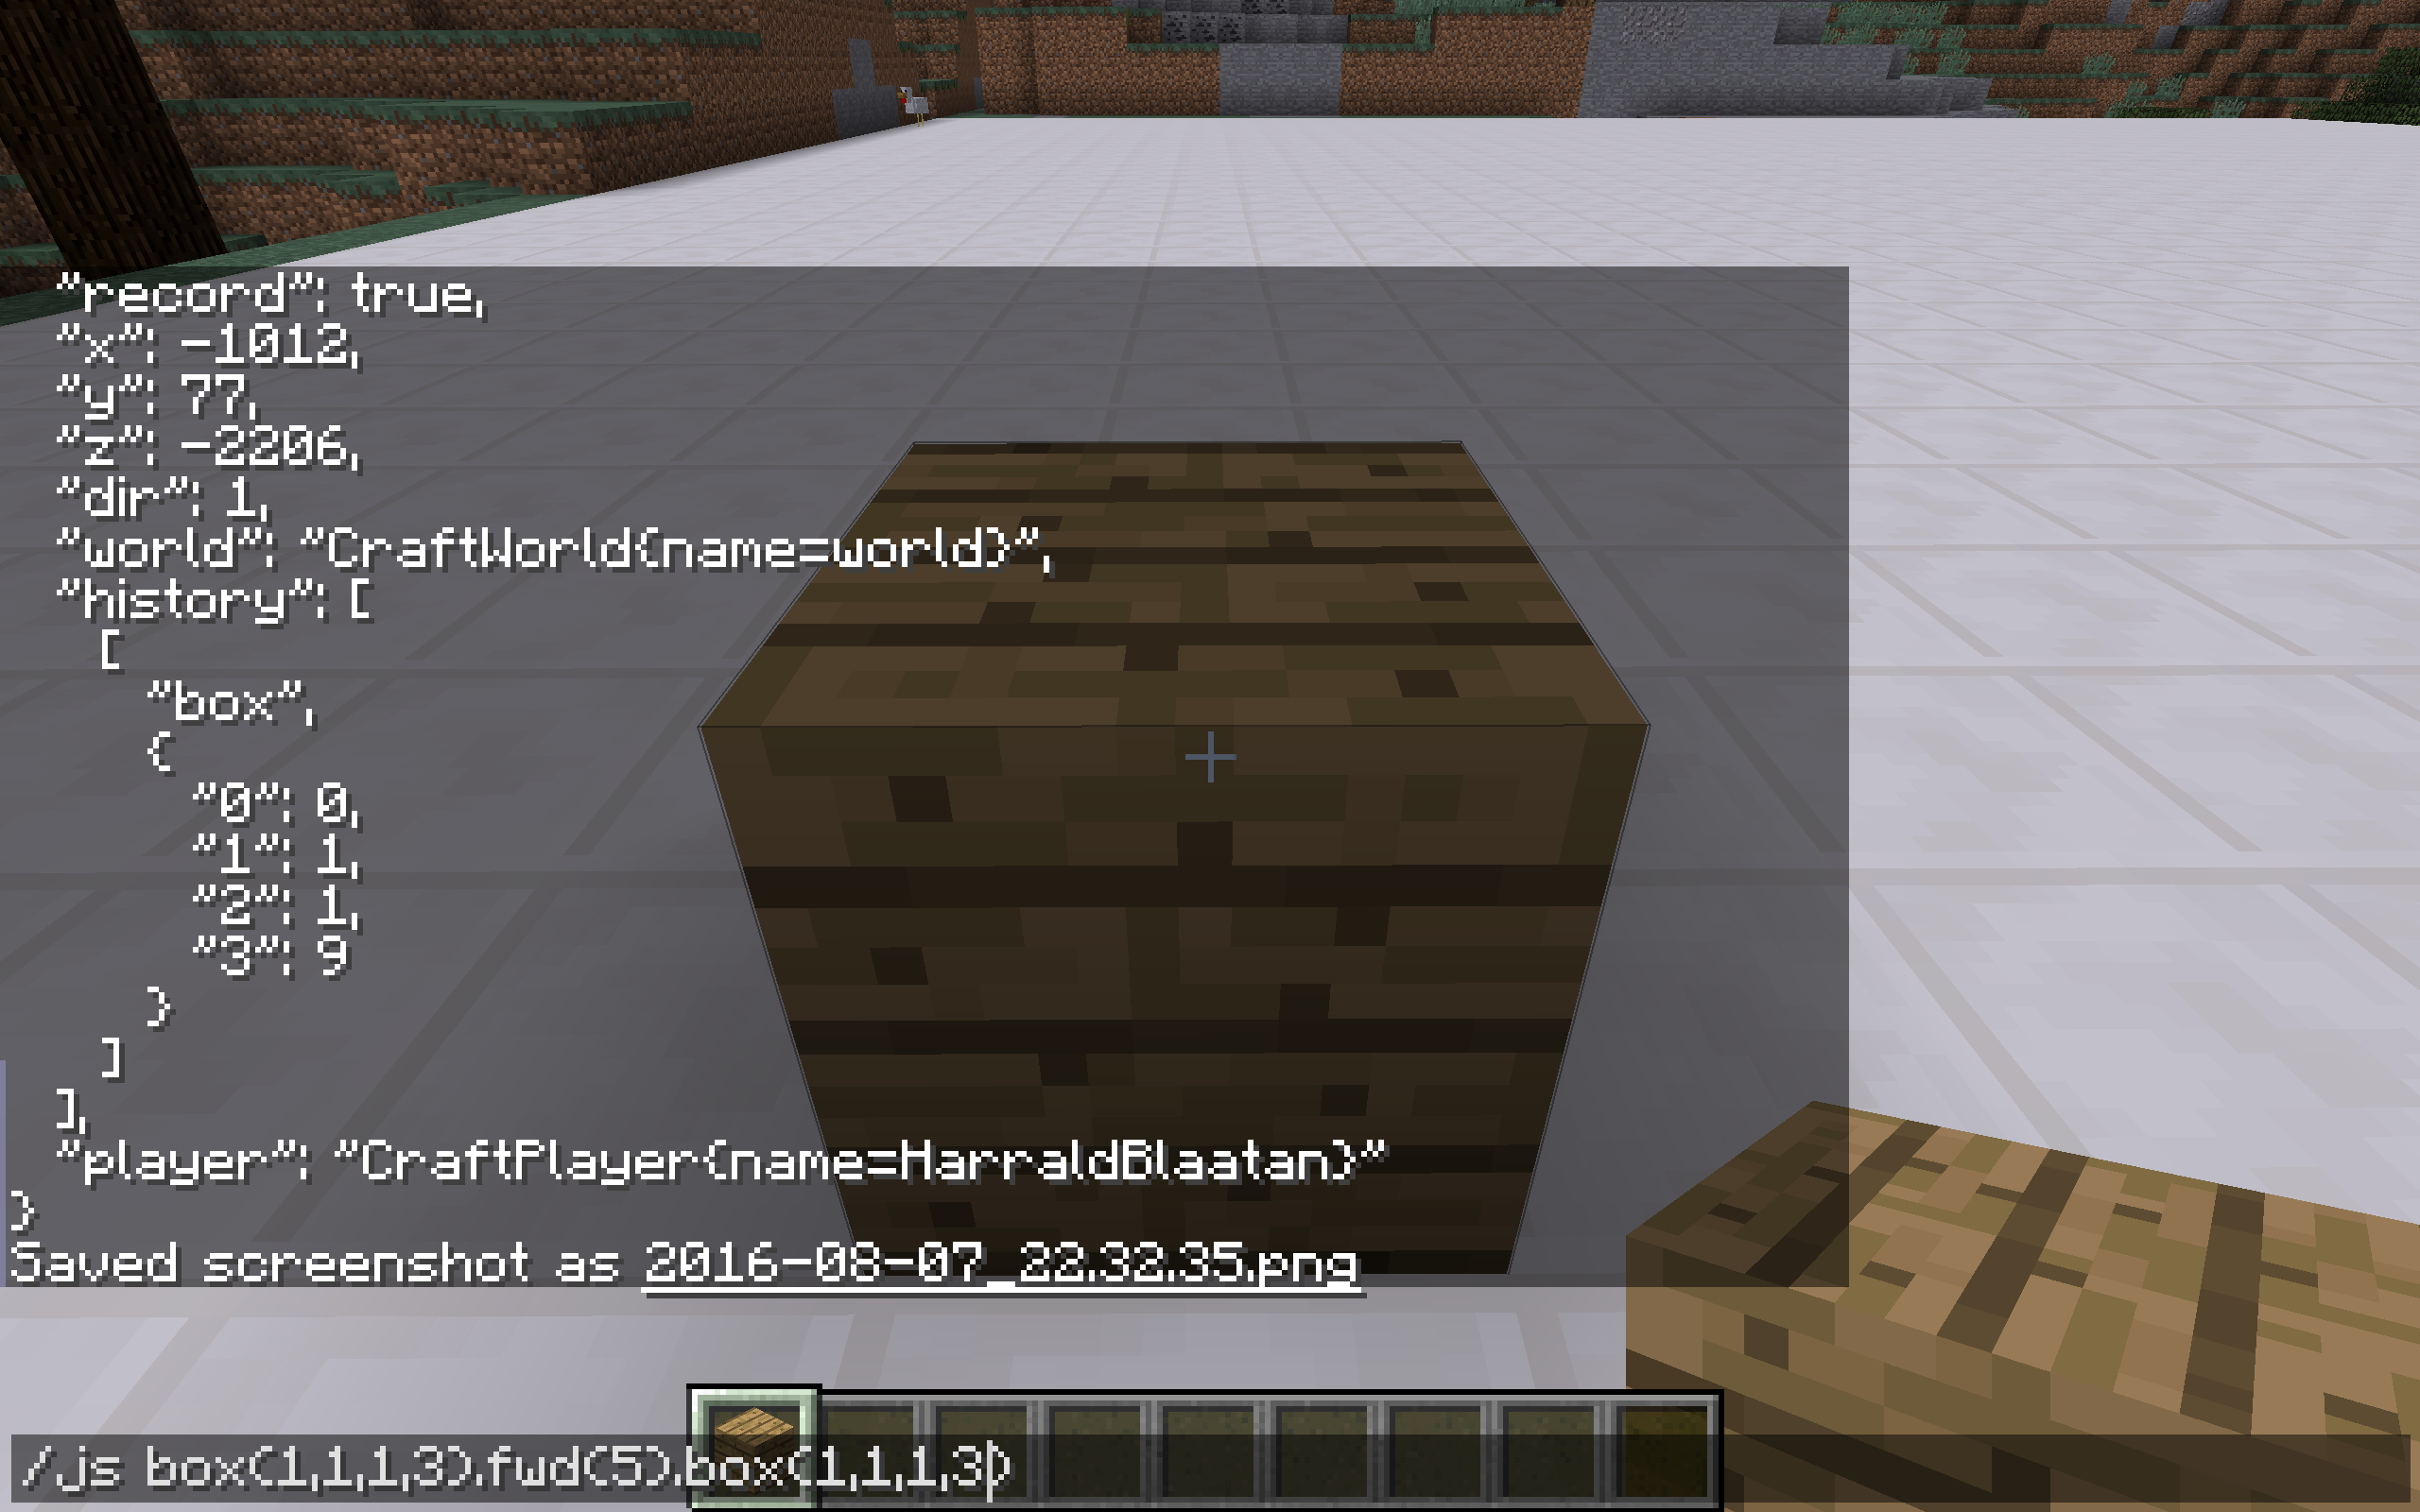 "record": true,
"x": -1012,
"y": 77,
"z": -2206,
"dir": 1,
"world": "CraftWorld{name=world}",
"history": [
[
"box",
{
"0": 0,
"1": 1,
"2": 1,
"3": 9
}
]
],
"player": "CraftPlayer{name=HarraldBlaatan}"
}
Saved screenshot as 2016-08-07_22.32.35.png
/js box(1,1,1,3).fwd(5).box(1,1,1,3)